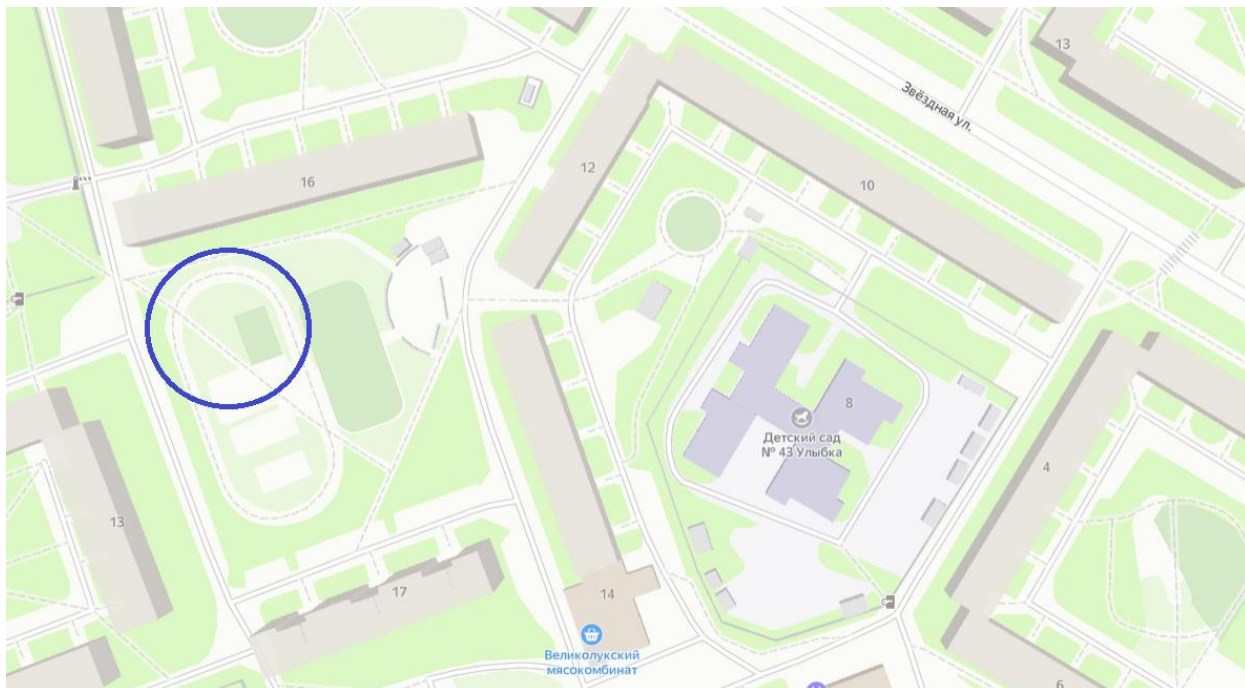 13
Звёздная ул.
16
12
10
8
Детский сад
№ 43 Улыбка
4
13
17
14
Великолукский
мясокомбинат
6